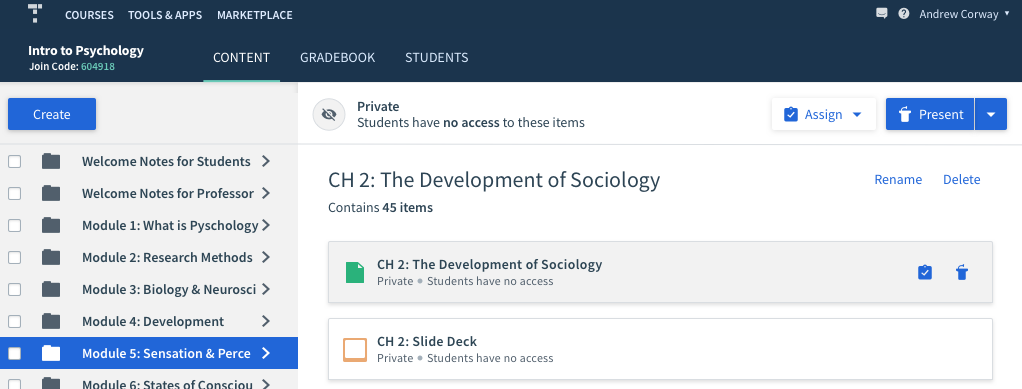 COURSES TOOLS & APPS MARKETPLACE
Andrew Corway
Intro to Psychology
Join Code: 604918
CONTENT GRADEBOOK STUDENTS
Create
Welcome Notes for Students
Welcome Notes for Professor
Module 1: What is Pyschology
Module 2: Research Methods
Module 3: Biology & Neurosci
Module 4: Development
Module 5: Sensation & Perce
Module 6: States of Consciou
Private
Students have no access to these items
Assign
Present
CH 2: The Development of Sociology
Rename Delete
Contains 45 items
CH 2: The Development of Sociology
Private • Students have no access
CH 2: Slide Deck
Private • Students have no access